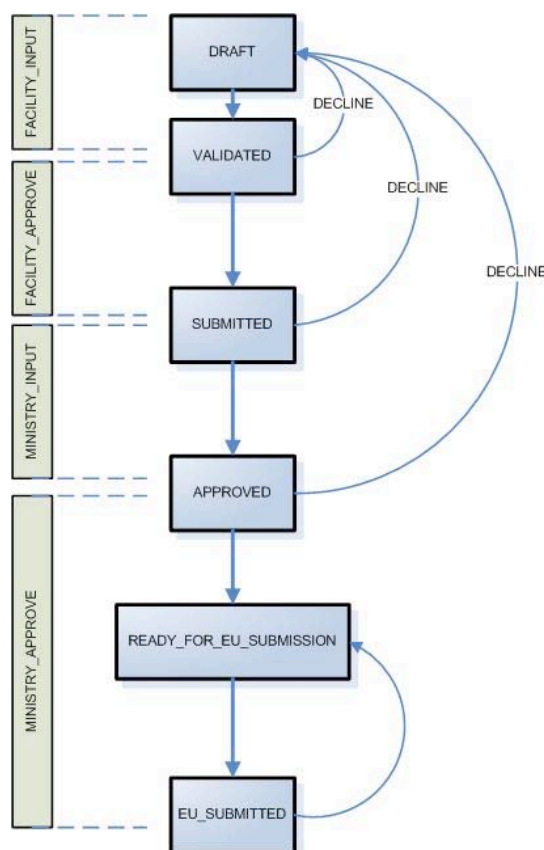 FACILITY_INPUT
FACILITY_APPROVE
MINISTRY_INPUT
MINISTRY_APPROVE
DRAFT
DECLINE
VALIDATED
DECLINE
DECLINE
SUBMITTED
APPROVED
READY_FOR_EU_SUBMISSION
EU_SUBMITTED